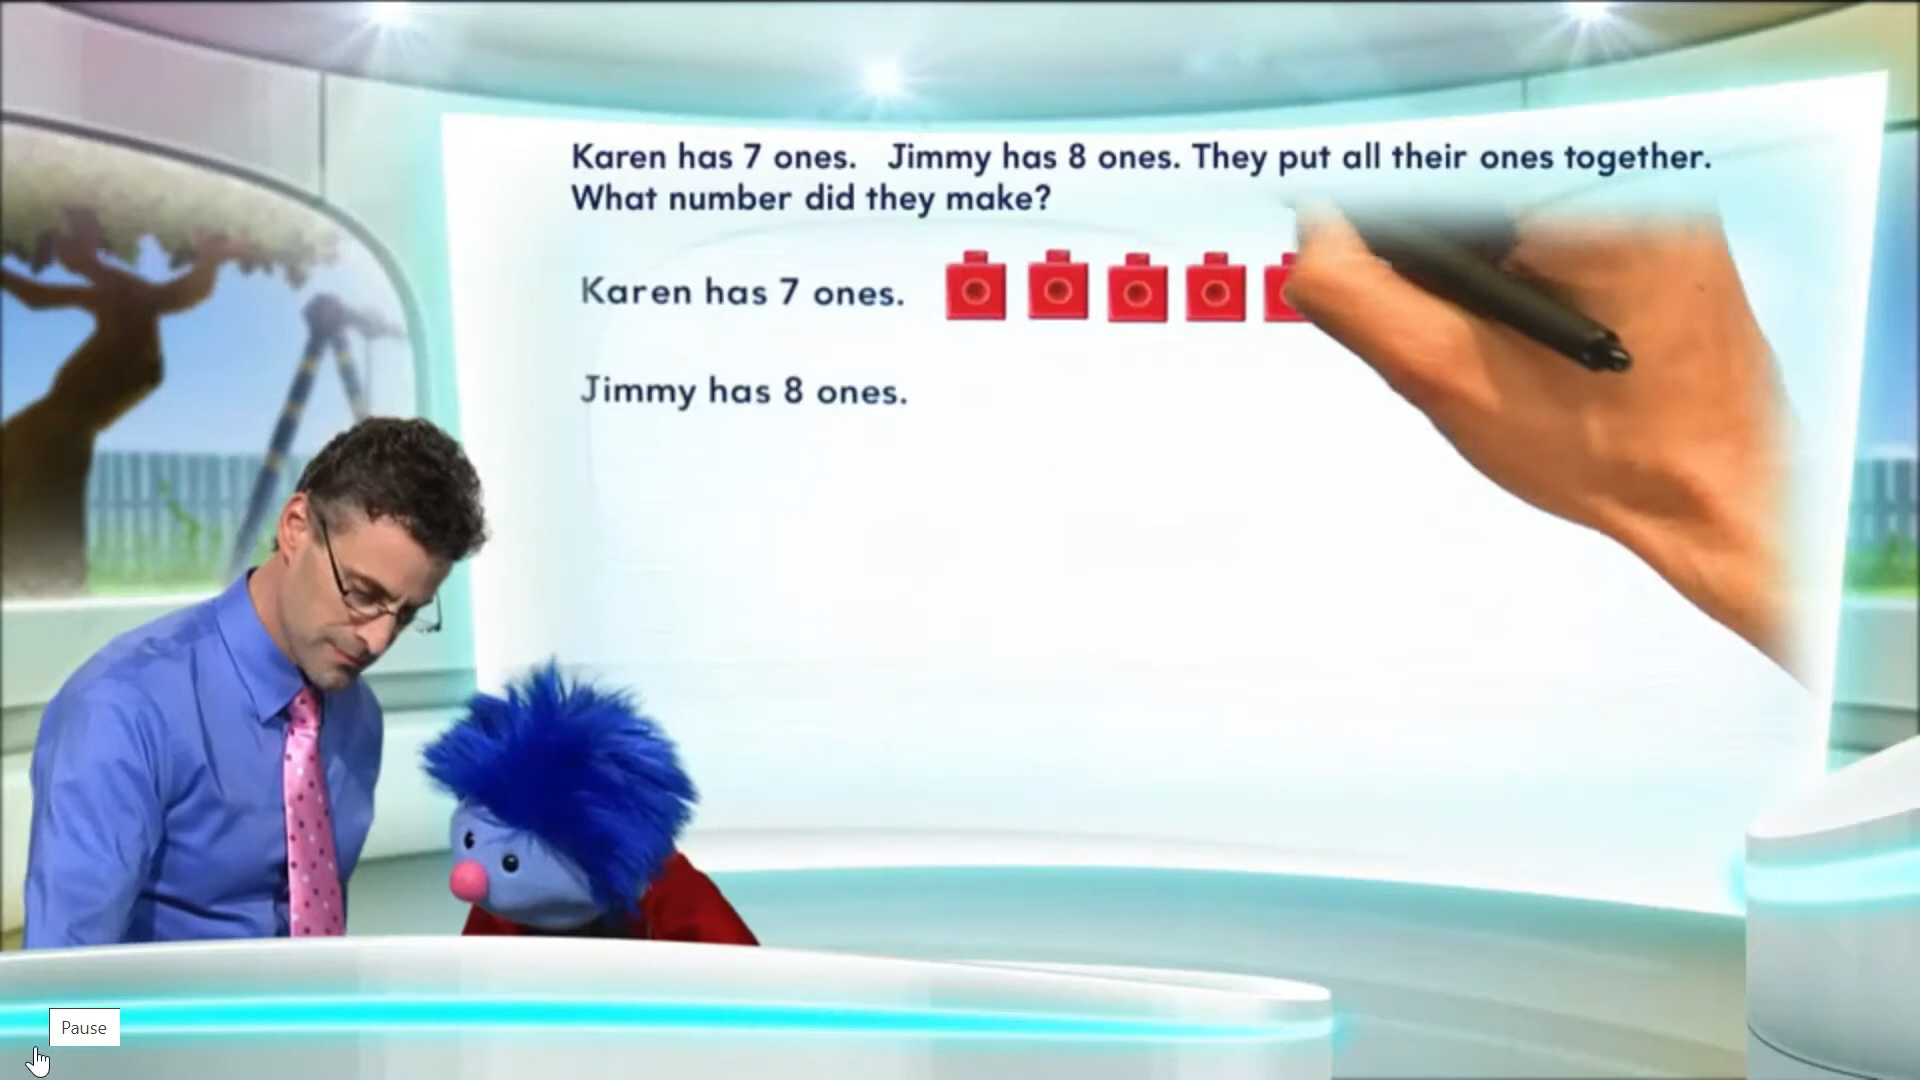 Karen has 7 ones. Jimmy has 8 ones. They put all their ones together.
What number did they make?
Karen has 7 ones.
Jimmy has 8 ones.
Pause